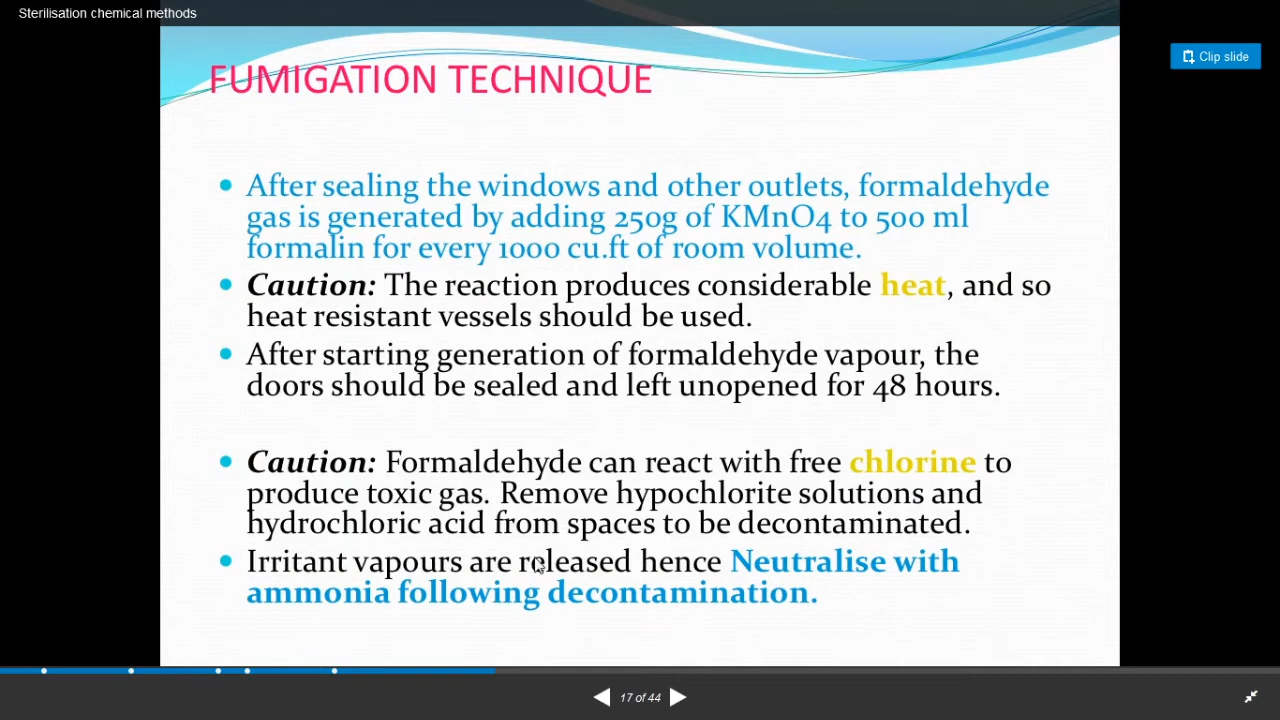 Sterilisation chemical methods
Clip slide
FUMIGATION TECHNIQUE
• After sealing the windows and other outlets, formaldehyde
gas is generated by adding 250g of KMnO4 to 500 ml
formalin for every 1000 cu.ft of room volume.
• Caution: The reaction produces considerable heat, and so
heat resistant vessels should be used.
• After starting generation of formaldehyde vapour, the
doors should be sealed and left unopened for 48 hours.
• Caution: Formaldehyde can react with free chlorine to
produce toxic gas. Remove hypochlorite solutions and
hydrochloric acid from spaces to be decontaminated.
• Irritant vapours are released hence Neutralise with
ammonia following decontamination.
17 of 44